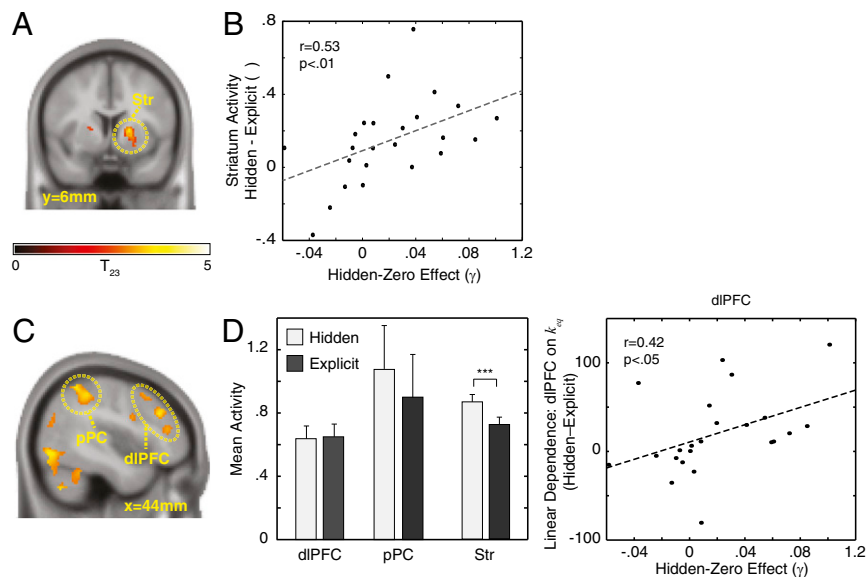 A
Str
y=6mm
0 5
T23
B
r=0.53
p<.01
Striatum Activity
Hidden - Explicit ( )
.8
.4
0
-.4
-.04 0 .04 .08 1.2
Hidden-Zero Effect (γ)
C
pPC
dlPFC
x=44mm
D
Hidden
Explicit
***
Mean Activity
1.2
.8
.4
0
dlPFC pPC Str
dlPFC
r=0.42
p<.05
Linear Dependence: dlPFC on keq
(Hidden–Explicit)
100
0
-100
-.04 0 .04 .08 1.2
Hidden-Zero Effect (γ)